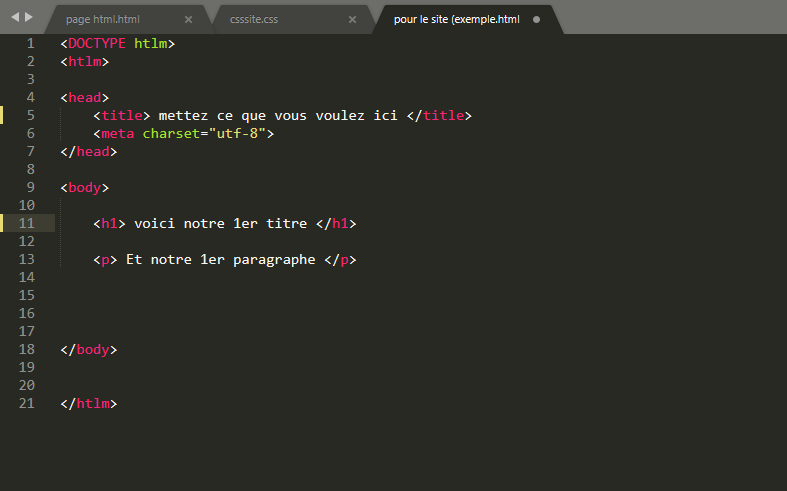 page html.html
csssite.css
pour le site (exemple.html
1 <DOCTYPE htlm>
2 <htlm>
3
4 <head>
5 <title> mettez ce que vous voulez ici </title>
6 <meta charset="utf-8">
7 </head>
8
9 <body>
10
11 <h1> voici notre 1er titre </h1>
12
13 <p> Et notre 1er paragraphe </p>
14
15
16
17
18 </body>
19
20
21 </htlm>